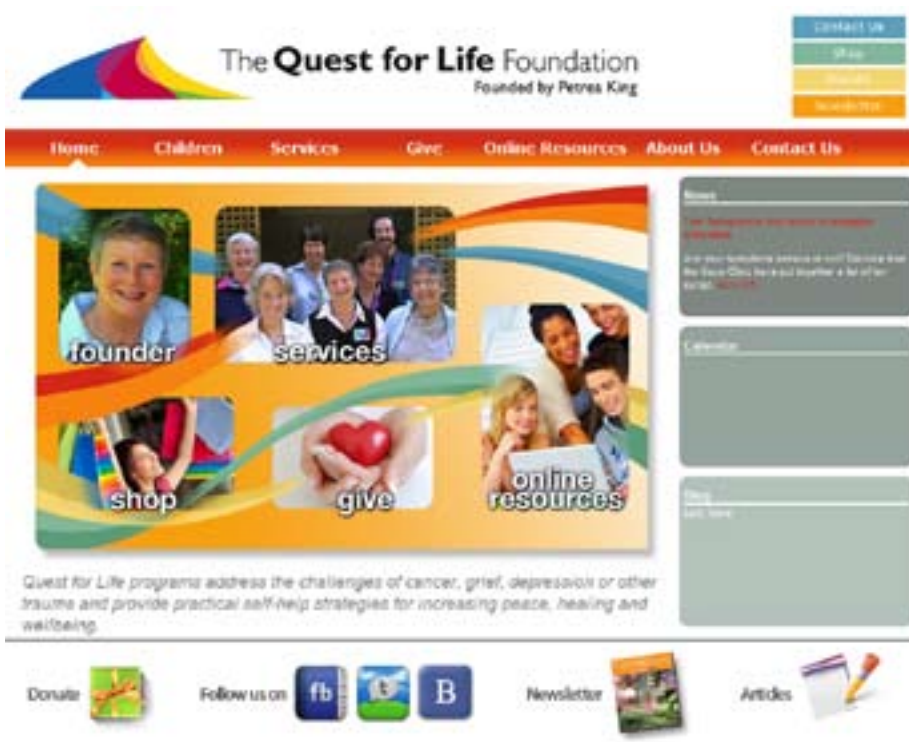 The Quest for Life Foundation
Founded by Petrea King
Contact Us
Shop
Newsletter
Home Children Services Give Online Resources About Us Contact Us
founder
services
shop
give
online
resources
News
Calendar
Blog
Quest for Life programs address the challenges of cancer, grief, depression or other
trauma and provide practical self-help strategies for increasing peace, healing and
wellbeing.
Donate
Follow us on
fb
t
B
Newsletter
Articles